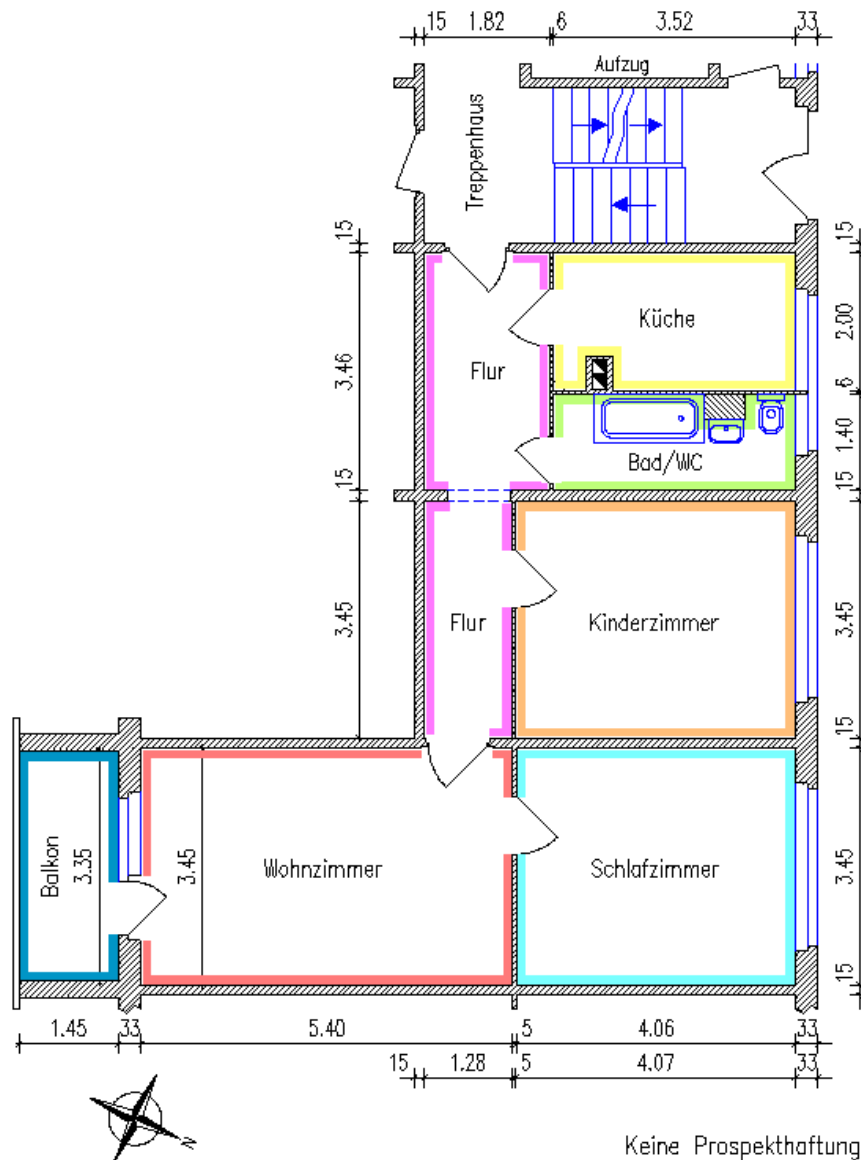 15 1.82 6 3.52 33
Aufzug
Treppenhaus
15
15
Küche
2.00
3.46
Flur
6
1.40
Bad/WC
15
15
3.45
Flur
Kinderzimmer
3.45
15
Balkon
3.35
3.45
Wohnzimmer
Schlafzimmer
3.45
15
1.45 33 5.40 5 4.06 33
15 1.28 5 4.07 33
N
Keine Prospekthaftung